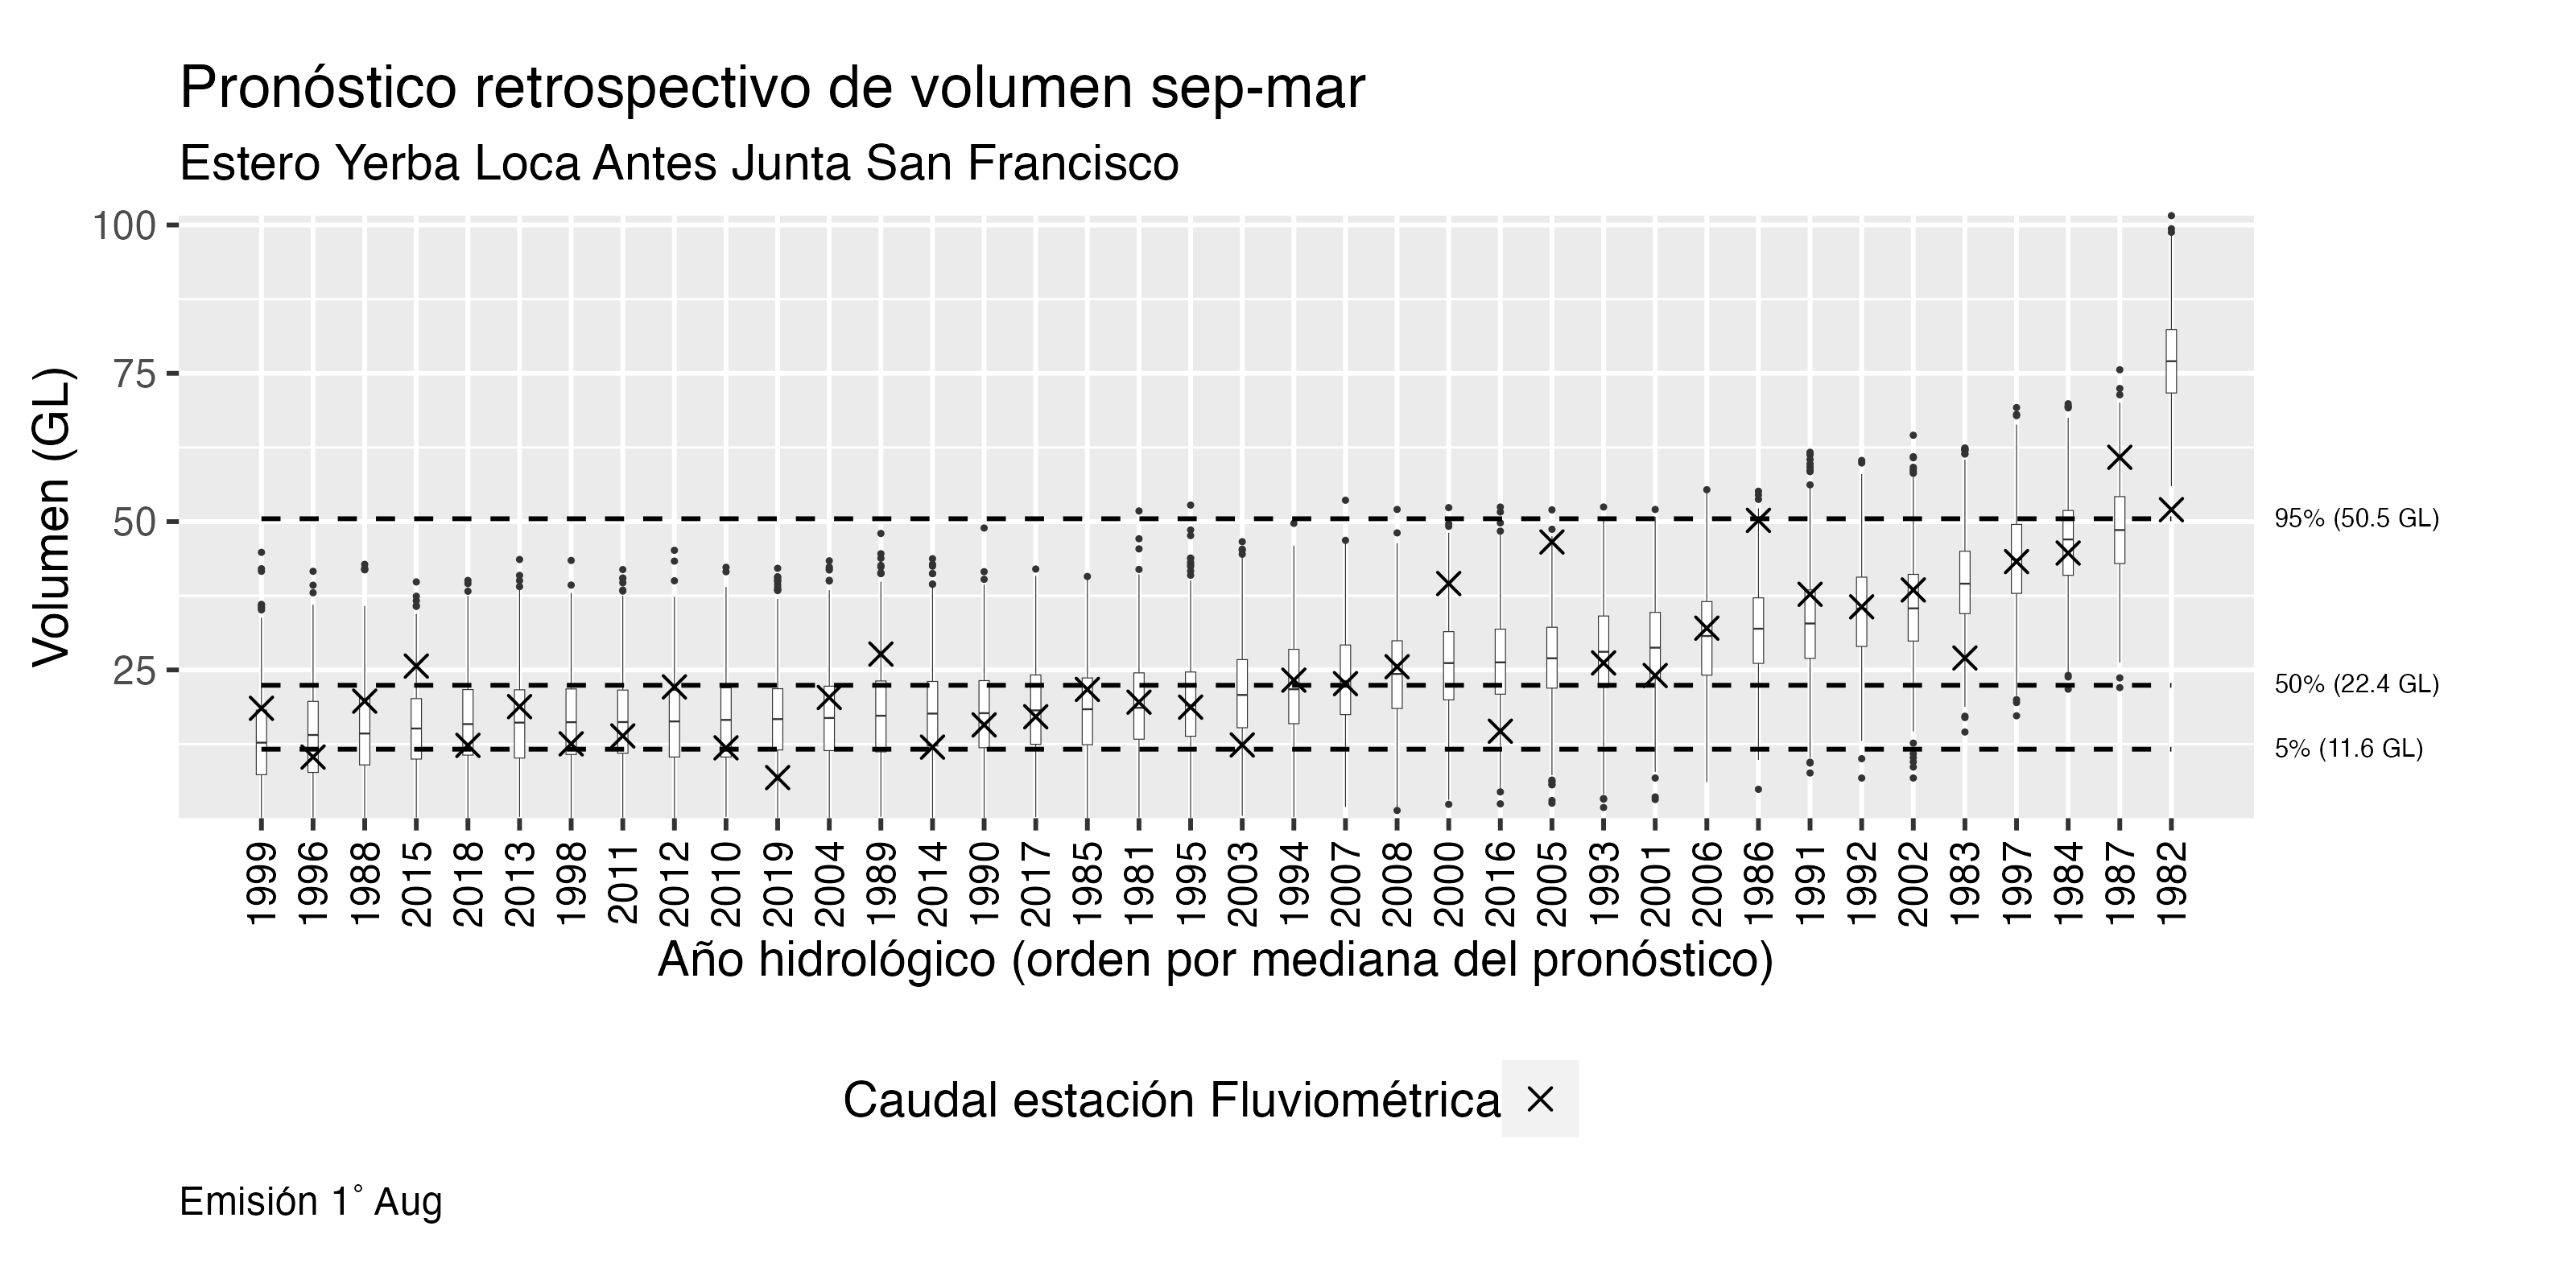 Pronóstico retrospectivo de volumen sep-mar
Estero Yerba Loca Antes Junta San Francisco
Volumen (GL)
100
75
50
25
95% (50.5 GL)
50% (22.4 GL)
5% (11.6 GL)
1999 1996 1988 2015 2018 2013 1998 2011 2012 2010 2019 2004 1989 2014 1990 2017 1985 1981 1995 2003 1994 2007 2008 2000 2016 2005 1993 2001 2006 1986 1991 1992 2002 1983 1997 1984 1987 1982
Año hidrológico (orden por mediana del pronóstico)
Caudal estación Fluviométrica
Emisión 1° Aug